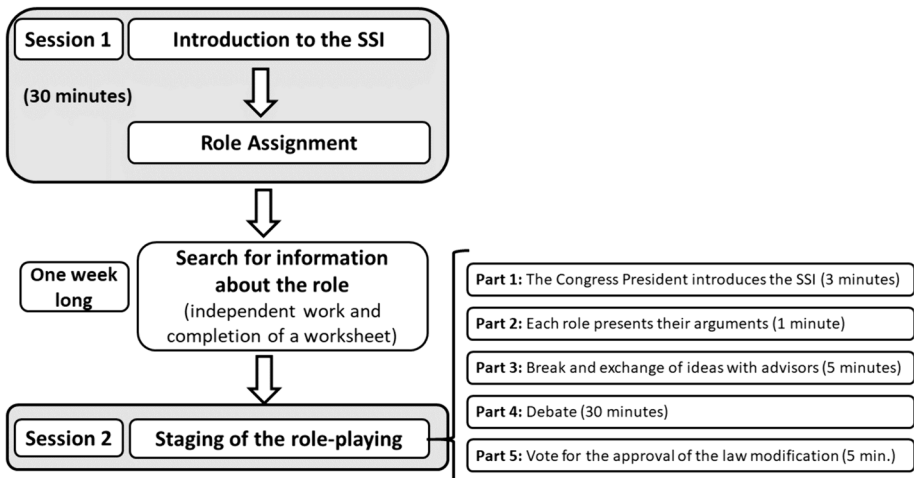 Session 1
Introduction to the SSI
(30 minutes)
Role Assignment
One week
long
Search for information
about the role
(independent work and
completion of a worksheet)
Session 2
Staging of the role-playing
Part 1: The Congress President introduces the SSI (3 minutes)
Part 2: Each role presents their arguments (1 minute)
Part 3: Break and exchange of ideas with advisors (5 minutes)
Part 4: Debate (30 minutes)
Part 5: Vote for the approval of the law modification (5 min.)